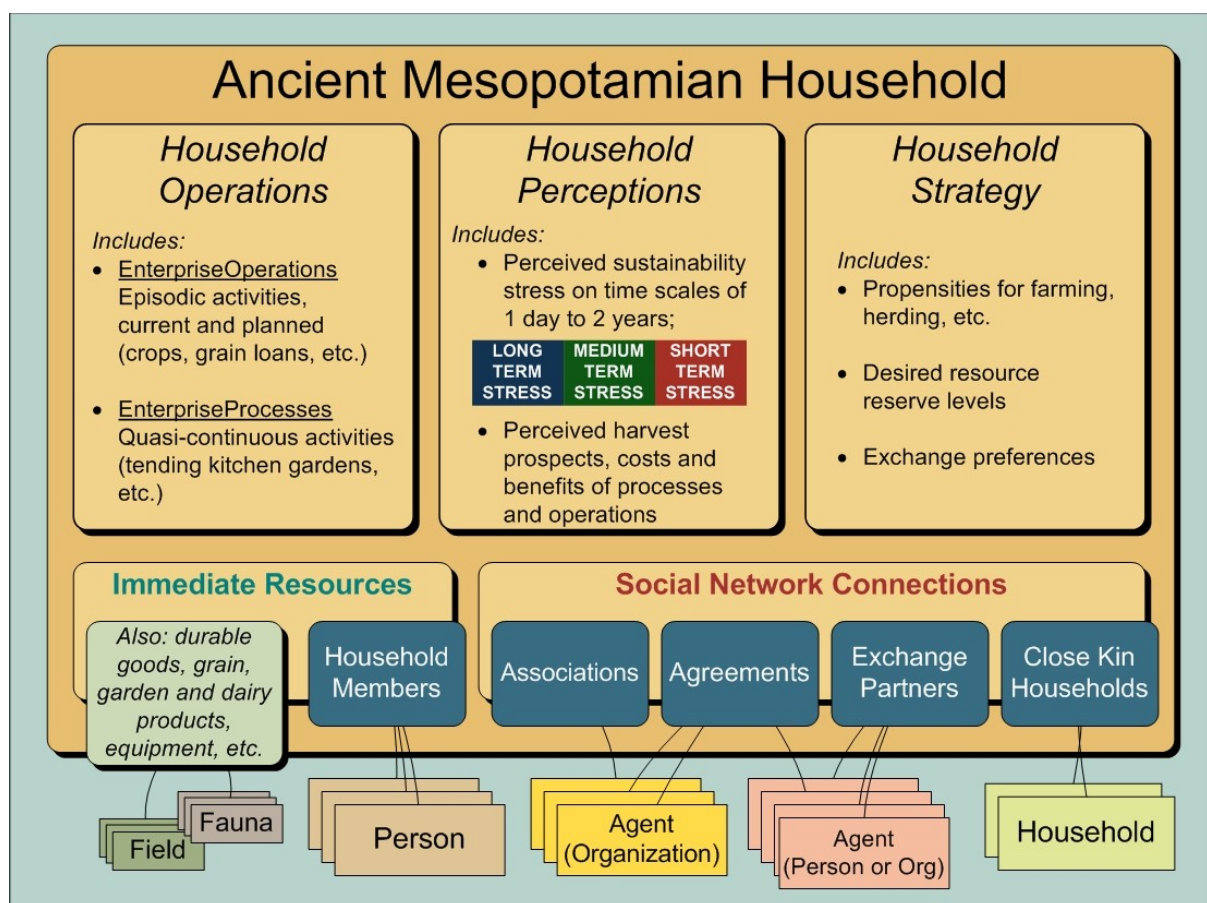 Ancient Mesopotamian Household
Household
Operations
Includes:
• EnterpriseOperations
Episodic activities,
current and planned
(crops, grain loans, etc.)
• EnterpriseProcesses
Quasi-continuous activities
(tending kitchen gardens,
etc.)
Household
Perceptions
Includes:
• Perceived sustainability
stress on time scales of
1 day to 2 years;
LONG
TERM
STRESS
MEDIUM
TERM
STRESS
SHORT
TERM
STRESS
• Perceived harvest
prospects, costs and
benefits of processes
and operations
Household
Strategy
Includes:
• Propensities for farming,
herding, etc.
• Desired resource
reserve levels
• Exchange preferences
Immediate Resources
Also: durable
goods, grain,
garden and dairy
products,
equipment, etc.
Household
Members
Social Network Connections
Associations
Agreements
Exchange
Partners
Close Kin
Households
Field
Fauna
Person
Agent
(Organization)
Agent
(Person or Org)
Household